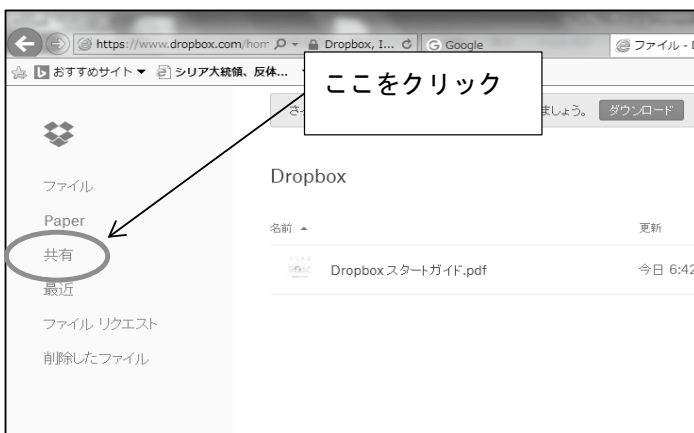 https://www.dropbox.com/hom
Dropbox, I...
Google
ファイル -
おすすめサイト
シリア大統領、反体...
ここをクリック
ましょう。
ダウンロード
ファイル
Paper
共有
最近
ファイル リクエスト
削除したファイル
Dropbox
名前
更新
Dropbox スタートガイド.pdf
今日 6:42